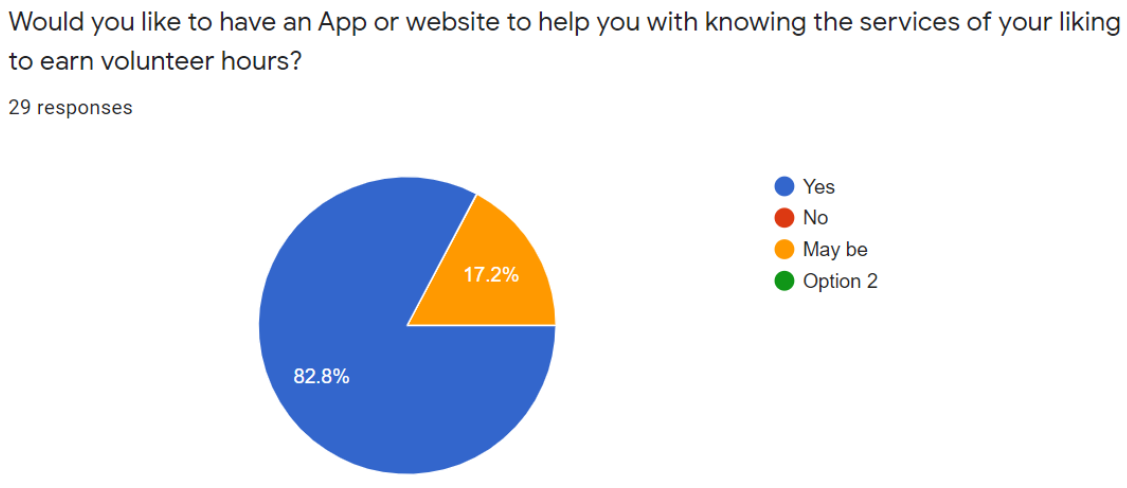 Would you like to have an App or website to help you with knowing the services of your liking
to earn volunteer hours?
29 responses
Yes
No
May be
Option 2
17.2%
82.8%